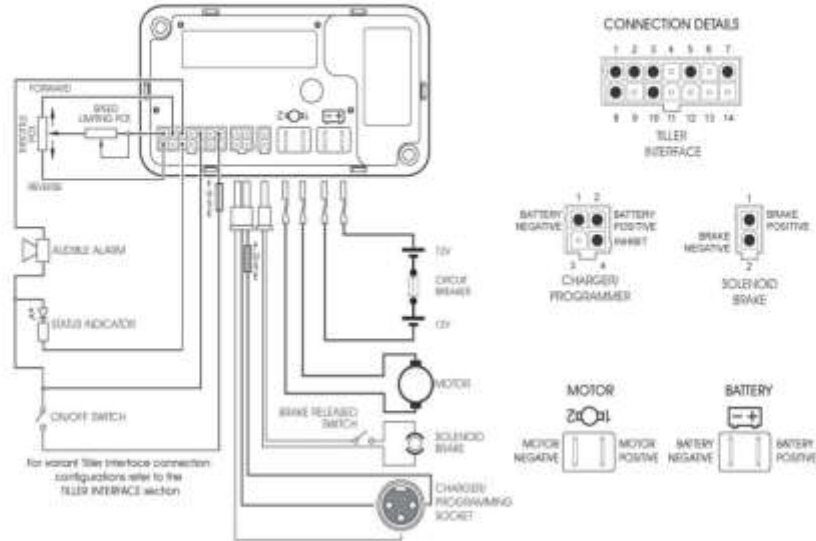 CONNECTION DETAILS
1 2 3 4 5 6 7
8 9 10 11 12 13 14
TILLER
INTERFACE
FORWARD
SPEED
LIMITING POT
THROTTLE
POT
REVERSE
AUDIBLE ALARM
STATUS INDICATOR
ON/OFF SWITCH
For variant Tiller Interface connection
configurations refer to the
TILLER INTERFACE section
12V
CIRCUIT
BREAKER
12V
MOTOR
BRAKE RELEASED
SWITCH
SOLENOID
BRAKE
CHARGER/
PROGRAMMING
SOCKET
1 2
BATTERY
NEGATIVE
BATTERY
POSITIVE
INHIBIT
3 4
CHARGER/
PROGRAMMER
1
BRAKE
POSITIVE
BRAKE
NEGATIVE
2
SOLENOID
BRAKE
MOTOR
MOTOR
NEGATIVE
MOTOR
POSITIVE
BATTERY
BATTERY
NEGATIVE
BATTERY
POSITIVE